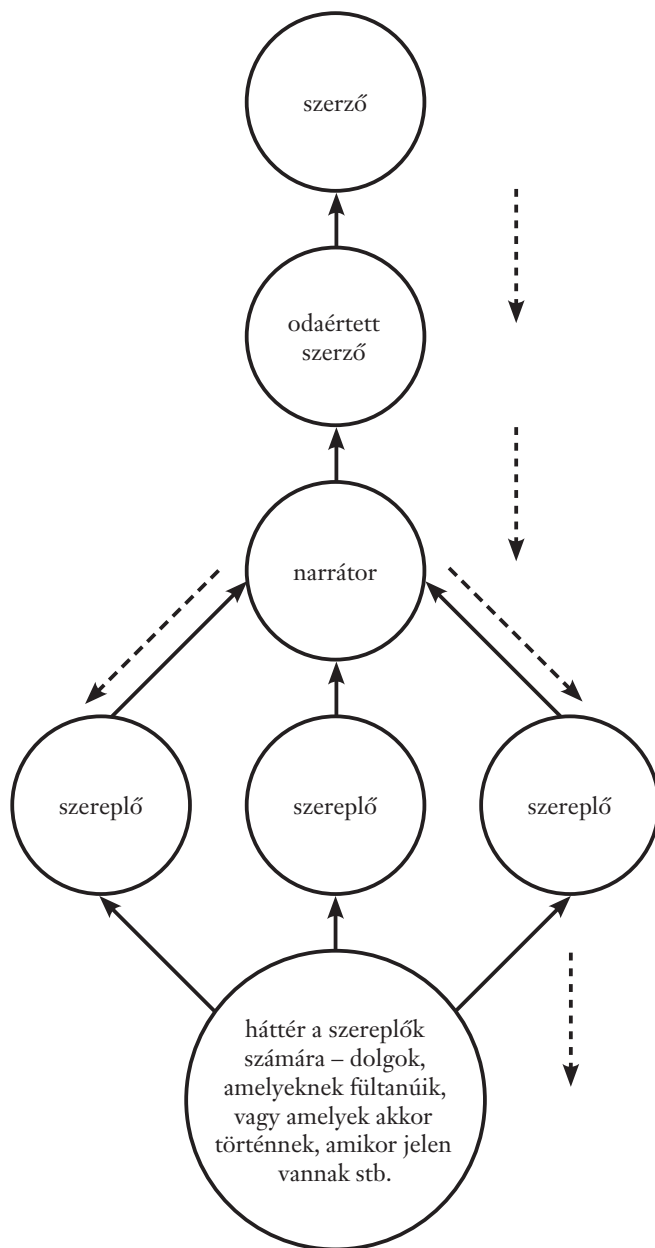 szerző
odaértett
szerző
narrátor
szereplő
szereplő
szereplő
háttér a szereplők
számára – dolgok,
amelyeknek fültanúik,
vagy amelyek akkor
történnek, amikor jelen
vannak stb.